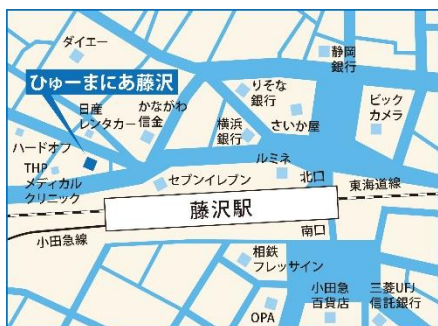 ダイエー
静岡
銀行
ひゅーまにあ藤沢
りそな
銀行
ビック
カメラ
日産
レンタカー
かながわ
信金
横浜
銀行
さいか屋
ハードオフ
THP
メディカル
クリニック
ルミネ
セブンイレブン
北口
東海道線
藤沢駅
小田急線
南口
相鉄
フレッサイン
小田急
百貨店
三菱UFJ
信託銀行
OPA